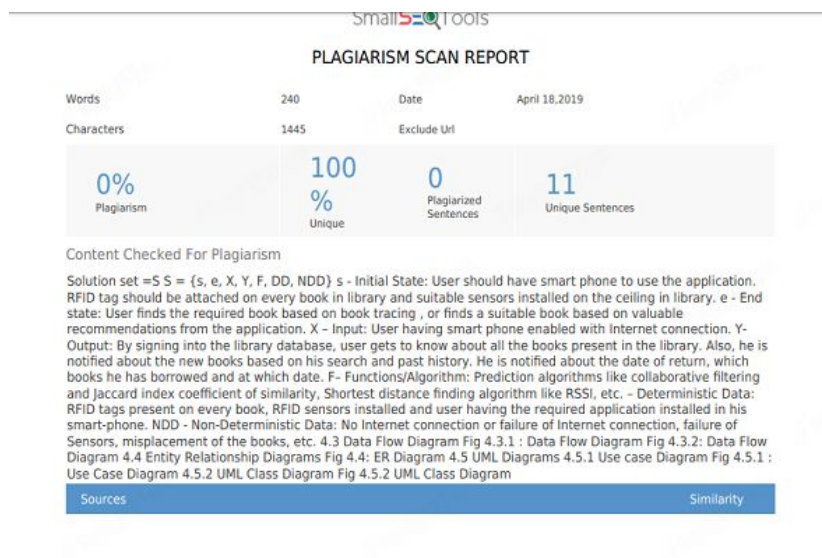 SmallSEOTools
PLAGIARISM SCAN REPORT
Words 240 Date April 18,2019
Characters 1445 Exclude Url
0% Plagiarism
100 % Unique
0 Plagiarized Sentences
11 Unique Sentences
Content Checked For Plagiarism
Solution set =S S = {s, e, X, Y, F, DD, NDD} s - Initial State: User should have smart phone to use the application.
RFID tag should be attached on every book in library and suitable sensors installed on the ceiling in library. e - End
state: User finds the required book based on book tracing , or finds a suitable book based on valuable
recommendations from the application. X – Input: User having smart phone enabled with Internet connection. Y-
Output: By signing into the library database, user gets to know about all the books present in the library. Also, he is
notified about the new books based on his search and past history. He is notified about the date of return, which
books he has borrowed and at which date. F– Functions/Algorithm: Prediction algorithms like collaborative filtering
and Jaccard index coefficient of similarity, Shortest distance finding algorithm like RSSI, etc. – Deterministic Data:
RFID tags present on every book, RFID sensors installed and user having the required application installed in his
smart-phone. NDD - Non-Deterministic Data: No Internet connection or failure of Internet connection, failure of
Sensors, misplacement of the books, etc. 4.3 Data Flow Diagram Fig 4.3.1 : Data Flow Diagram Fig 4.3.2: Data Flow
Diagram 4.4 Entity Relationship Diagrams Fig 4.4: ER Diagram 4.5 UML Diagrams 4.5.1 Use case Diagram Fig 4.5.1 :
Use Case Diagram 4.5.2 UML Class Diagram Fig 4.5.2 UML Class Diagram
Sources Similarity